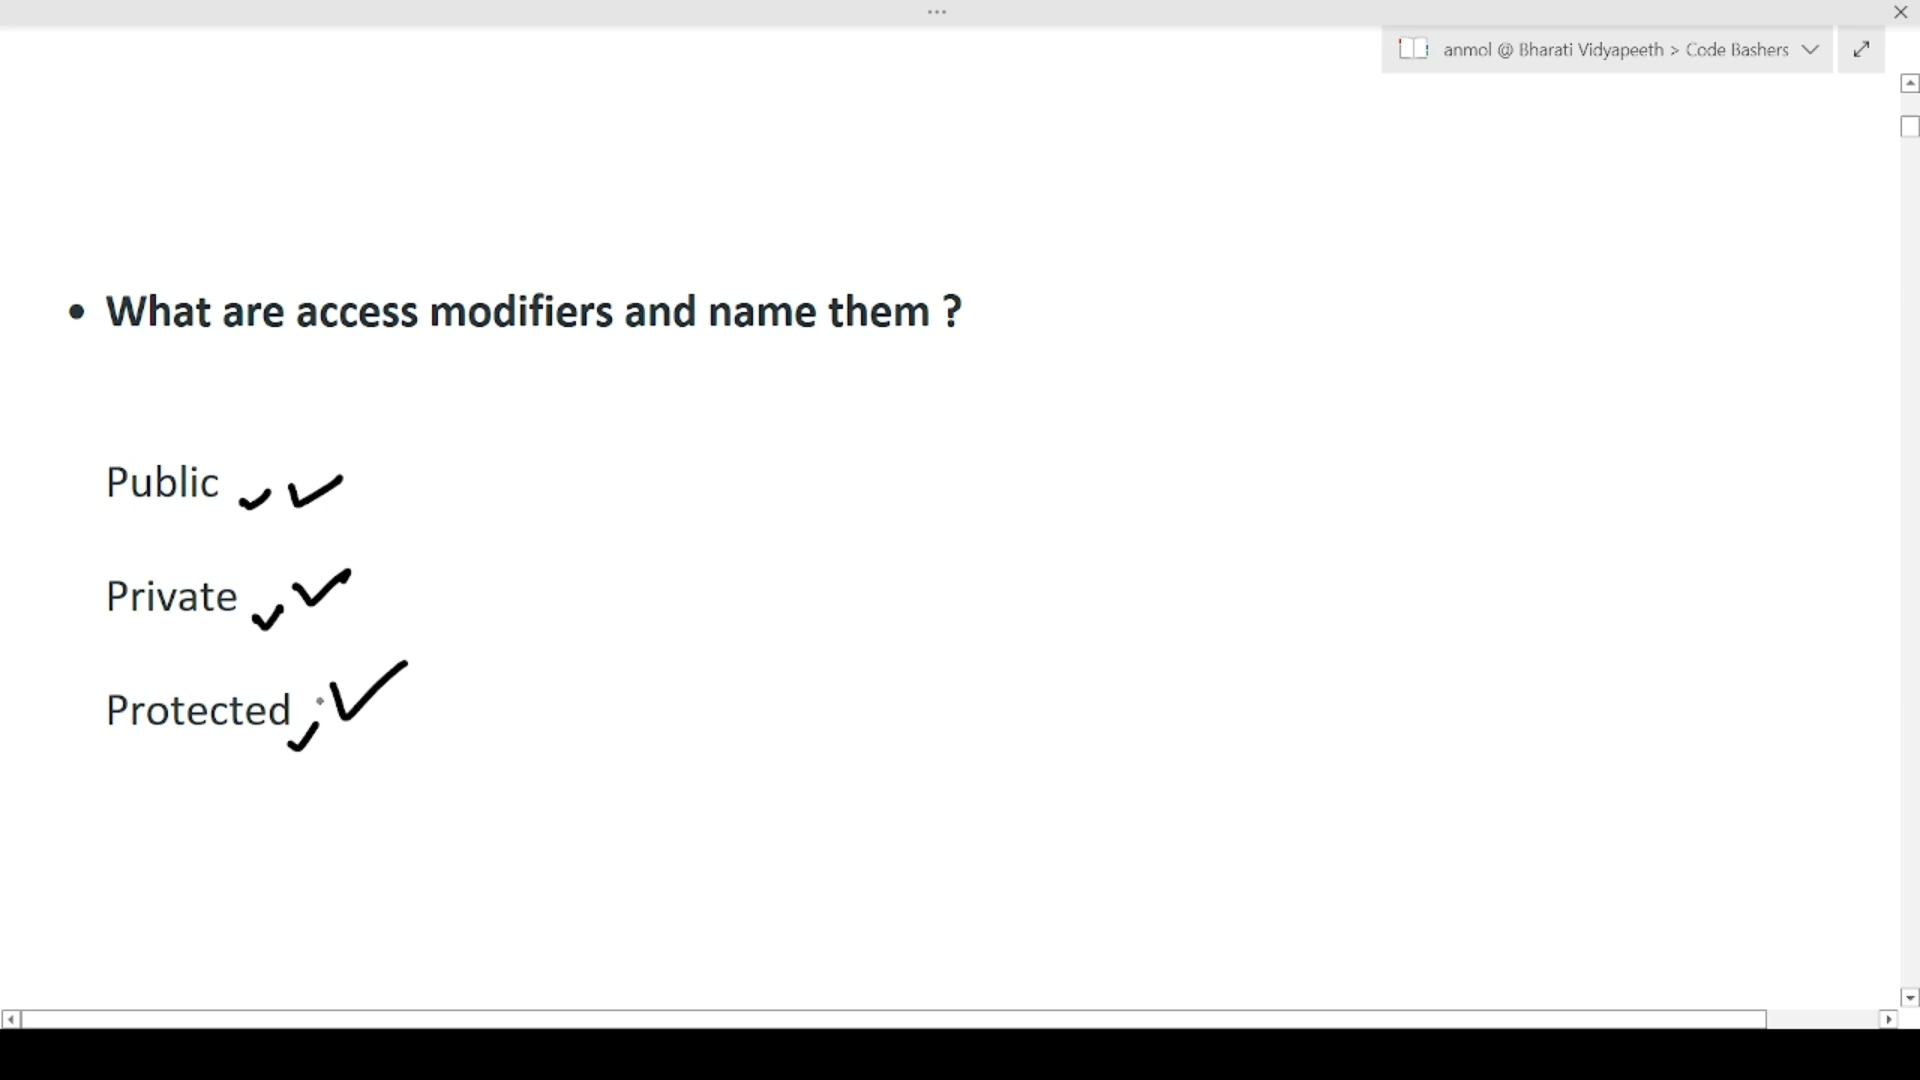 anmol @ Bharati Vidyapeeth > Code Bashers
• What are access modifiers and name them ?
Public
Private
Protected